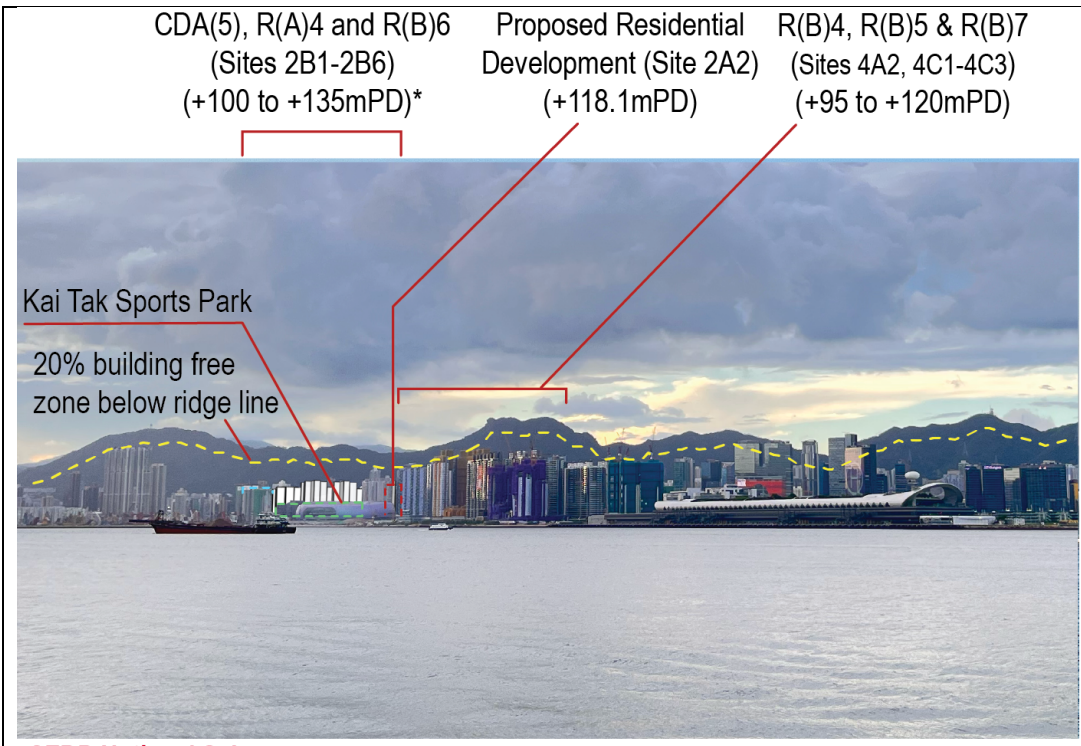 CDA(5), R(A)4 and R(B)6
(Sites 2B1-2B6)
(+100 to +135mPD)*
Proposed Residential
Development (Site 2A2)
(+118.1mPD)
R(B)4, R(B)5 & R(B)7
(Sites 4A2, 4C1-4C3)
(+95 to +120mPD)
Kai Tak Sports Park
20% building free
zone below ridge line